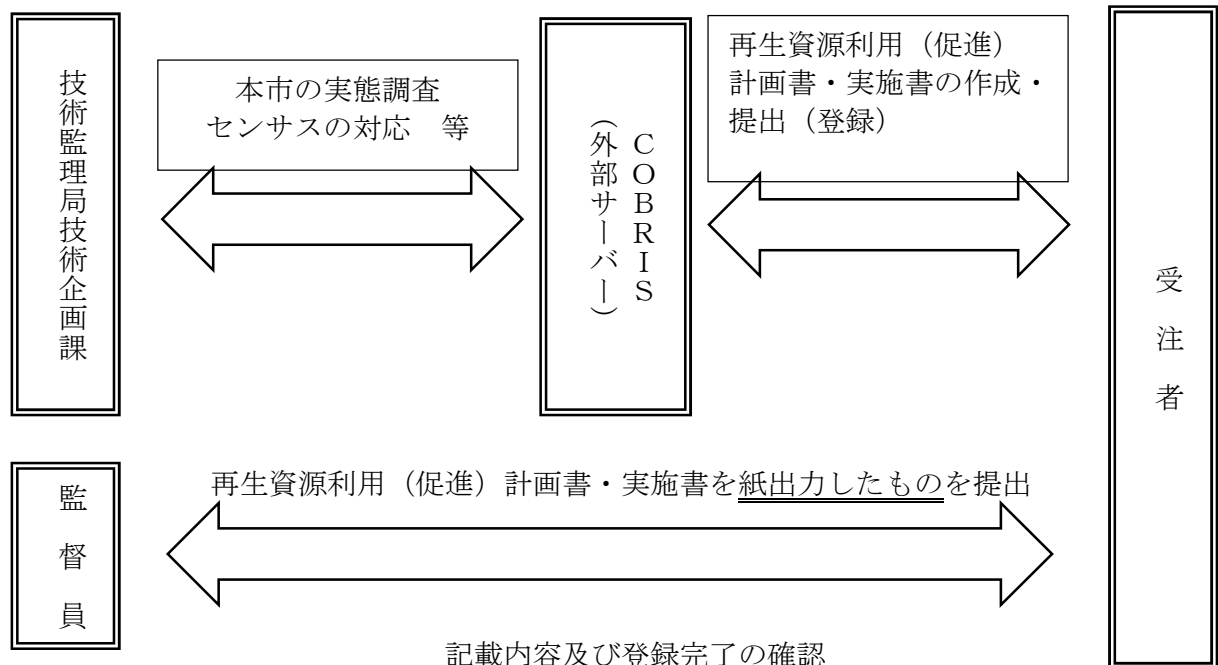 技術監理局技術企画課
本市の実態調査
センサスの対応　等
COBRIS
(外部サーバー)
再生資源利用（促進）
計画書・実施書の作成・
提出（登録）
受注者
監督員
再生資源利用（促進）計画書・実施書を紙出力したものを提出
記載内容及び登録完了の確認